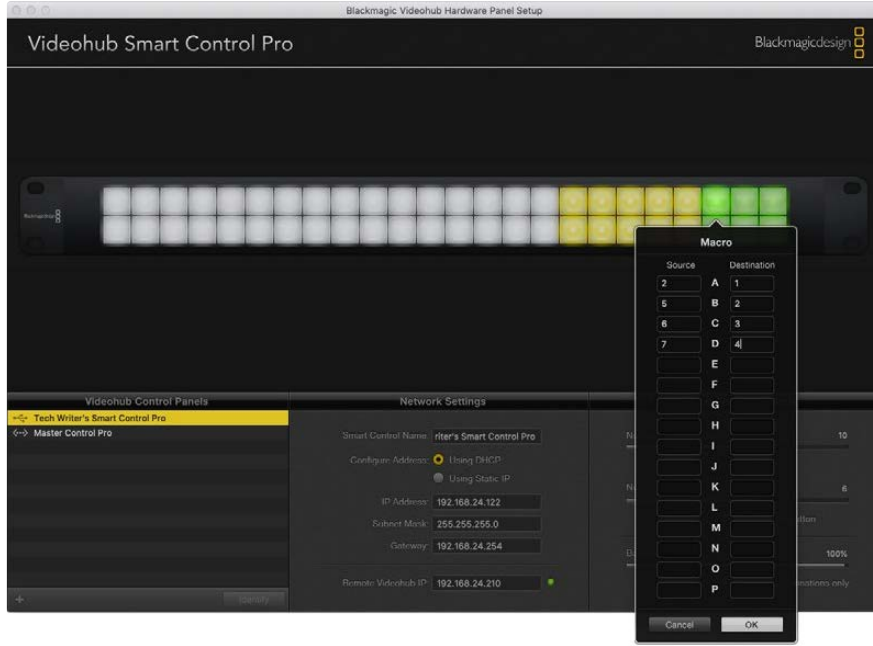 Blackmagic Videohub Hardware Panel Setup
Videohub Smart Control Pro
Blackmagicdesign
Macro
Source Destination
2 A 1
5 B 2
6 C 3
7 D 4
E
F
G
H
I
J
K
L
M
N
O
P
Cancel OK
Videohub Control Panels
Tech Writer's Smart Control Pro
Master Control Pro
Identify
Network Settings
Smart Control Name: riter's Smart Control Pro
Configure Address: Using DHCP
Using Static IP
IP Address: 192.168.24.122
Subnet Mask: 255.255.255.0
Gateway: 192.168.24.254
Remote Videohub IP: 192.168.24.210
10
6
100%